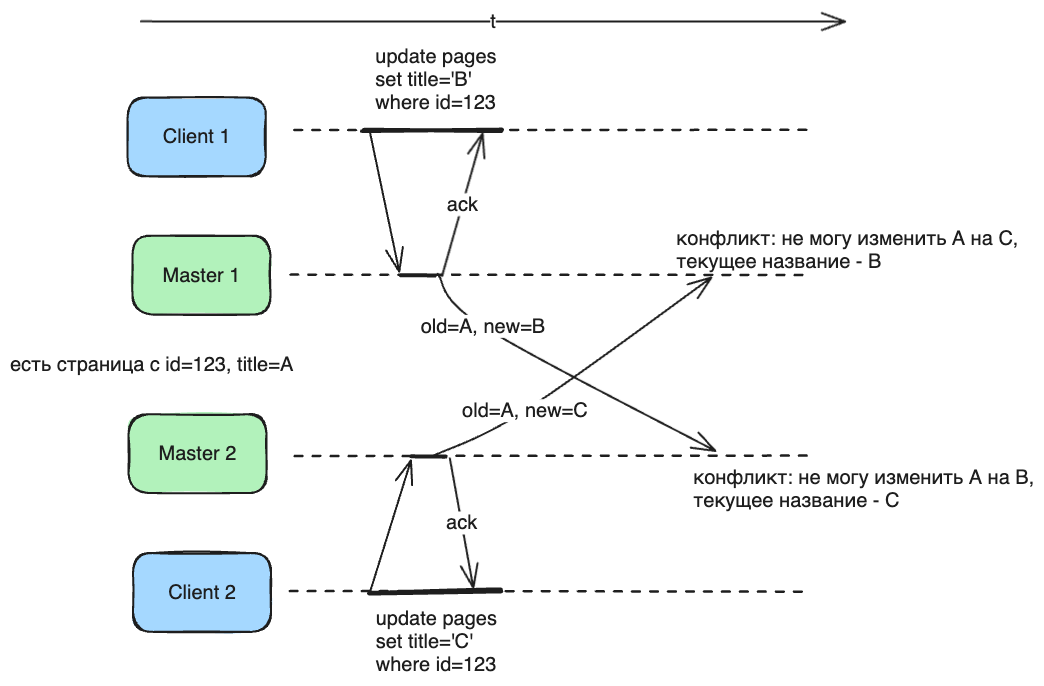 t
update pages
set title='B'
where id=123
Client 1
ack
Master 1
конфликт: не могу изменить A на C,
текущее название - B
old=A, new=B
есть страница с id=123, title=A
old=A, new=C
Master 2
конфликт: не могу изменить A на B,
текущее название - C
ack
Client 2
update pages
set title='C'
where id=123